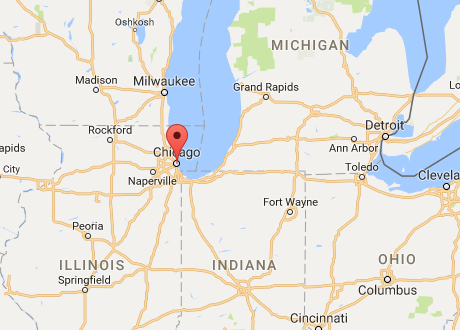 Oshkosh
MICHIGAN
Madison
Milwaukee
Grand Rapids
Rockford
Detroit
apids
Chicago
Ann Arbor
City
Naperville
Toledo
Clevela
Fort Wayne
Peoria
ILLINOIS
INDIANA
OHIO
Springfield
Columbus
Cincinnati